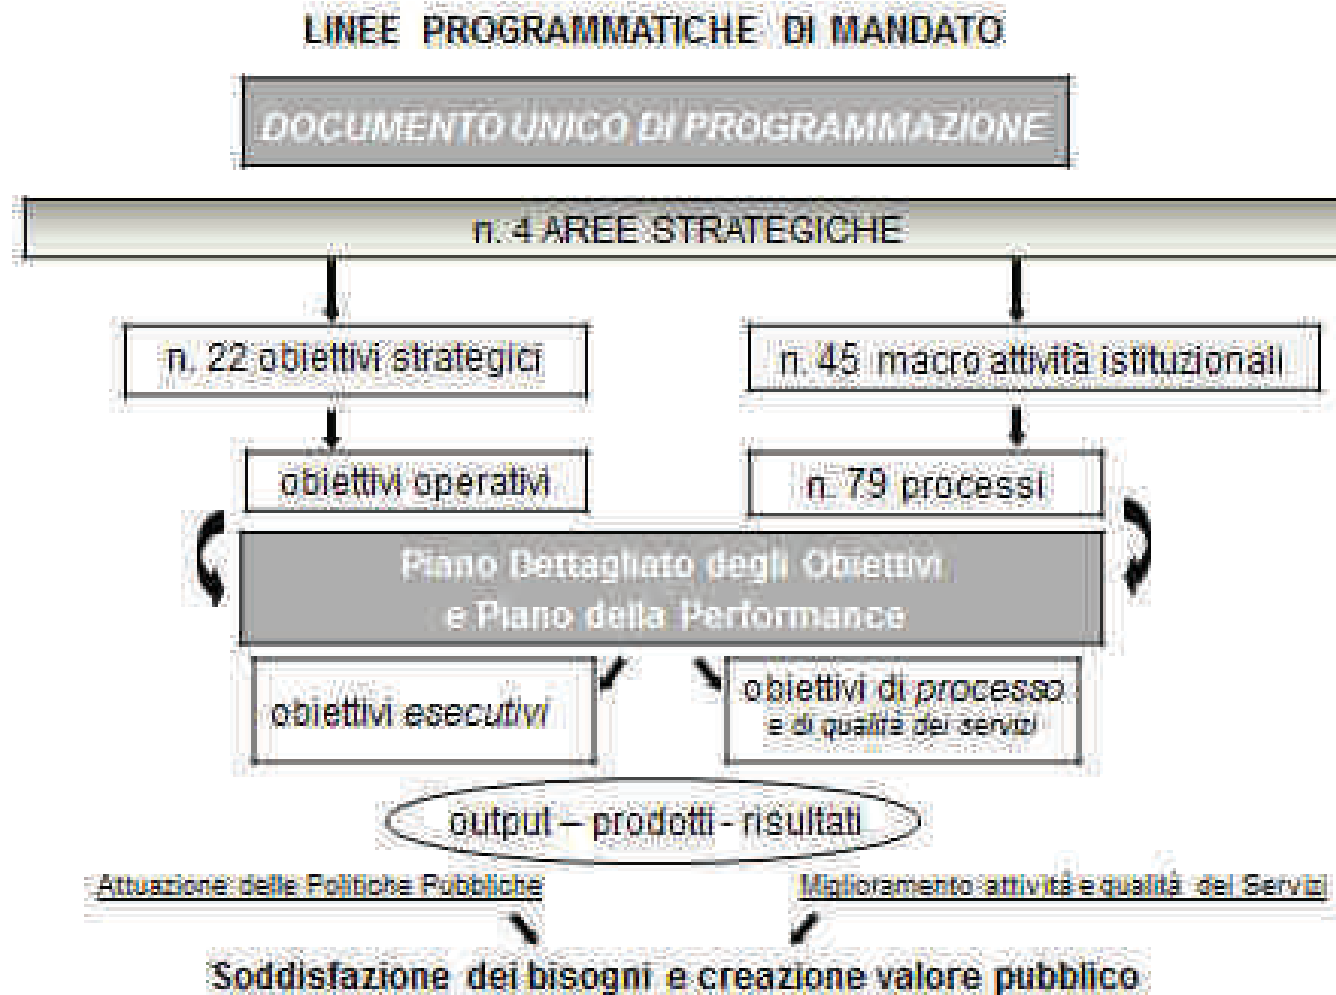 LINEE PROGRAMMATICHE DI MANDATO
DOCUMENTO UNICO DI PROGRAMMAZIONE
n. 4 AREE STRATEGICHE
n. 22 obiettivi strategici
n. 45 macro attività istituzionali
obiettivi operativi
n. 79 processi
Piano Dettagliato degli Obiettivi
e Piano della Performance
obiettivi esecutivi
obiettivi di processo
e di qualità dei servizi
output – prodotti - risultati
Attuazione delle Politiche Pubbliche
Miglioramento attività e qualità dei Servizi
Soddisfazione dei bisogni e creazione valore pubblico